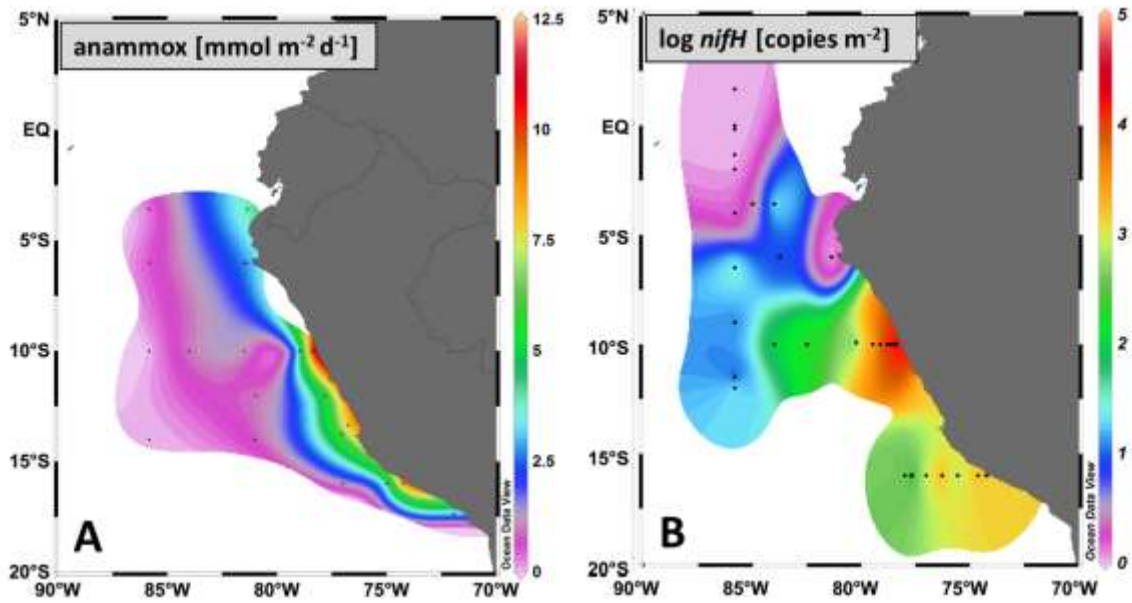 anammox [mmol m⁻² d⁻¹]
5°N
EQ
5°S
10°S
15°S
20°S
90°W 85°W 80°W 75°W 70°W
12.5
10
7.5
5
2.5
0
Ocean Data View
A
log nifH [copies m⁻²]
5°N
EQ
5°S
10°S
15°S
20°S
90°W 85°W 80°W 75°W 70°W
5
4
3
2
1
0
Ocean Data View
B